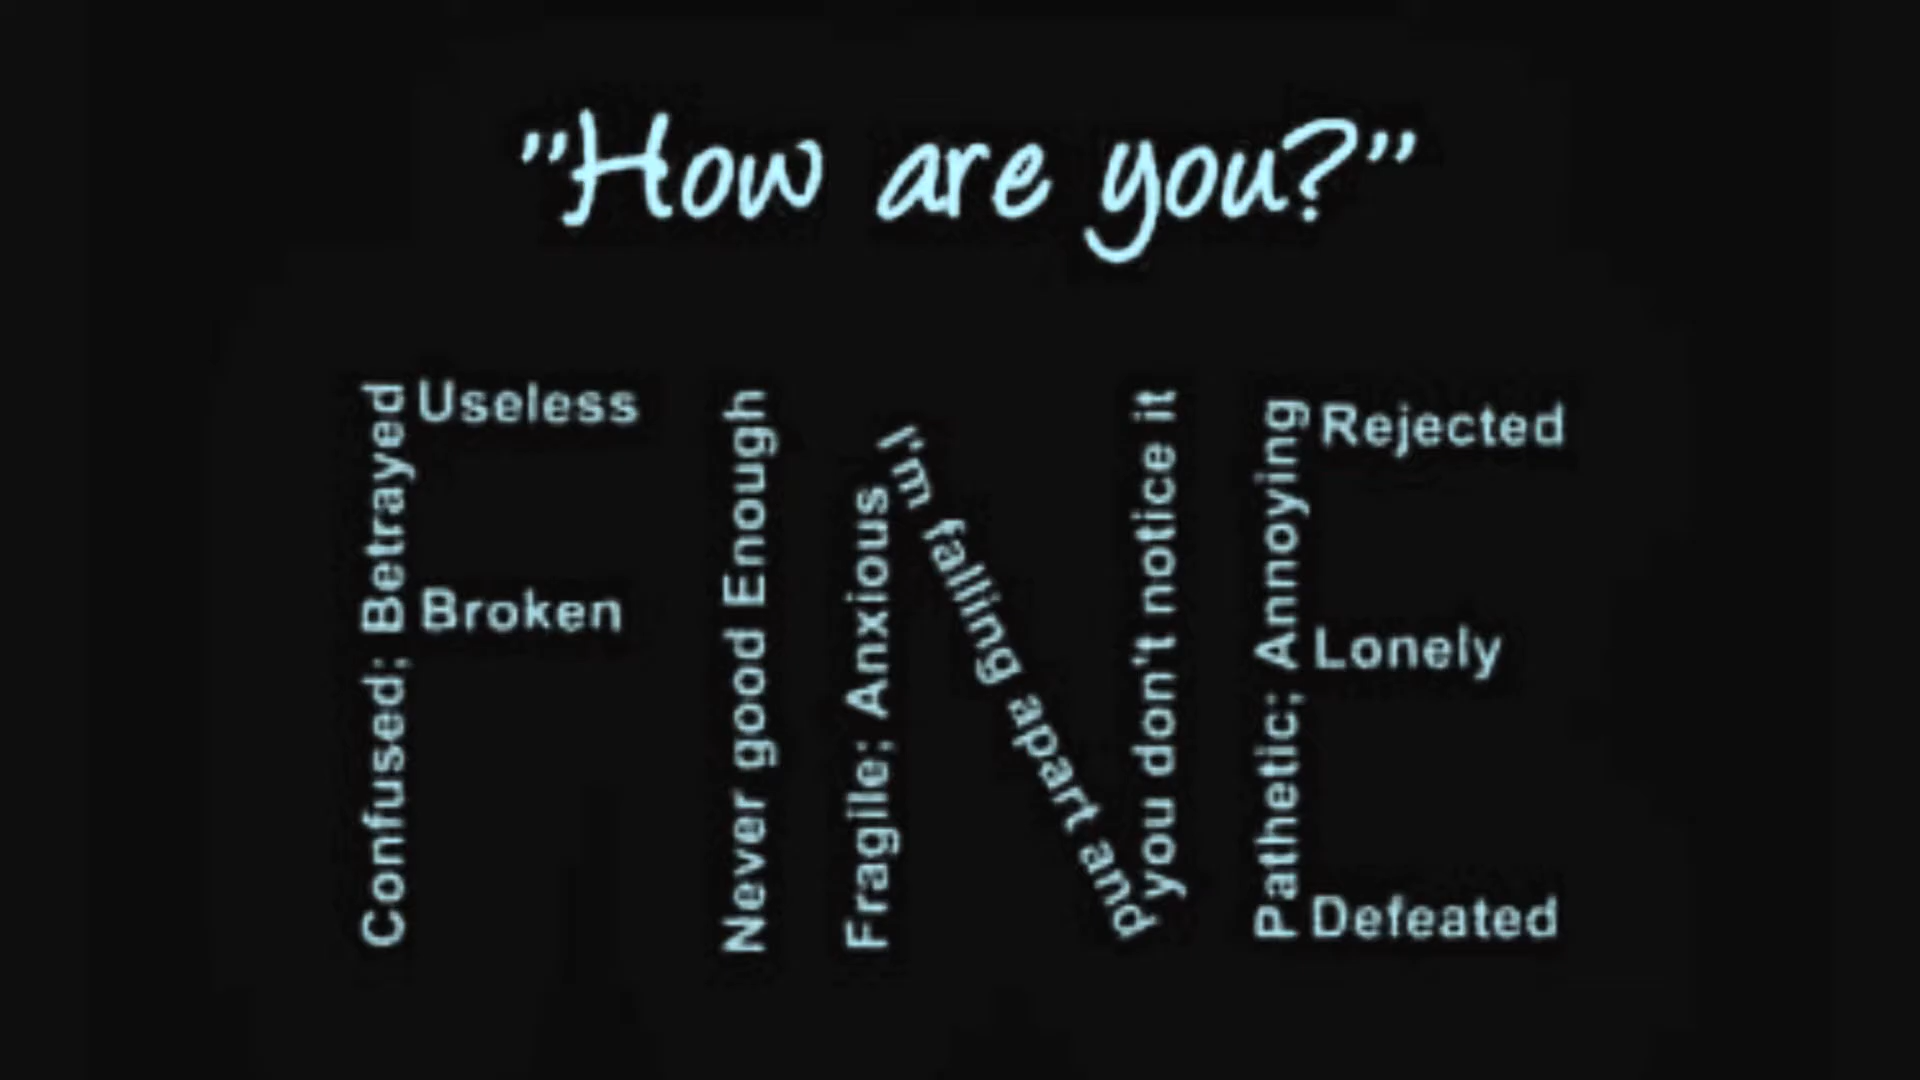 "How are you?"
Confused; Betrayed
Useless
Broken
Never good Enough
Fragile; Anxious
I'm falling apart and
you don't notice it
Pathetic; Annoying
Rejected
Lonely
Defeated